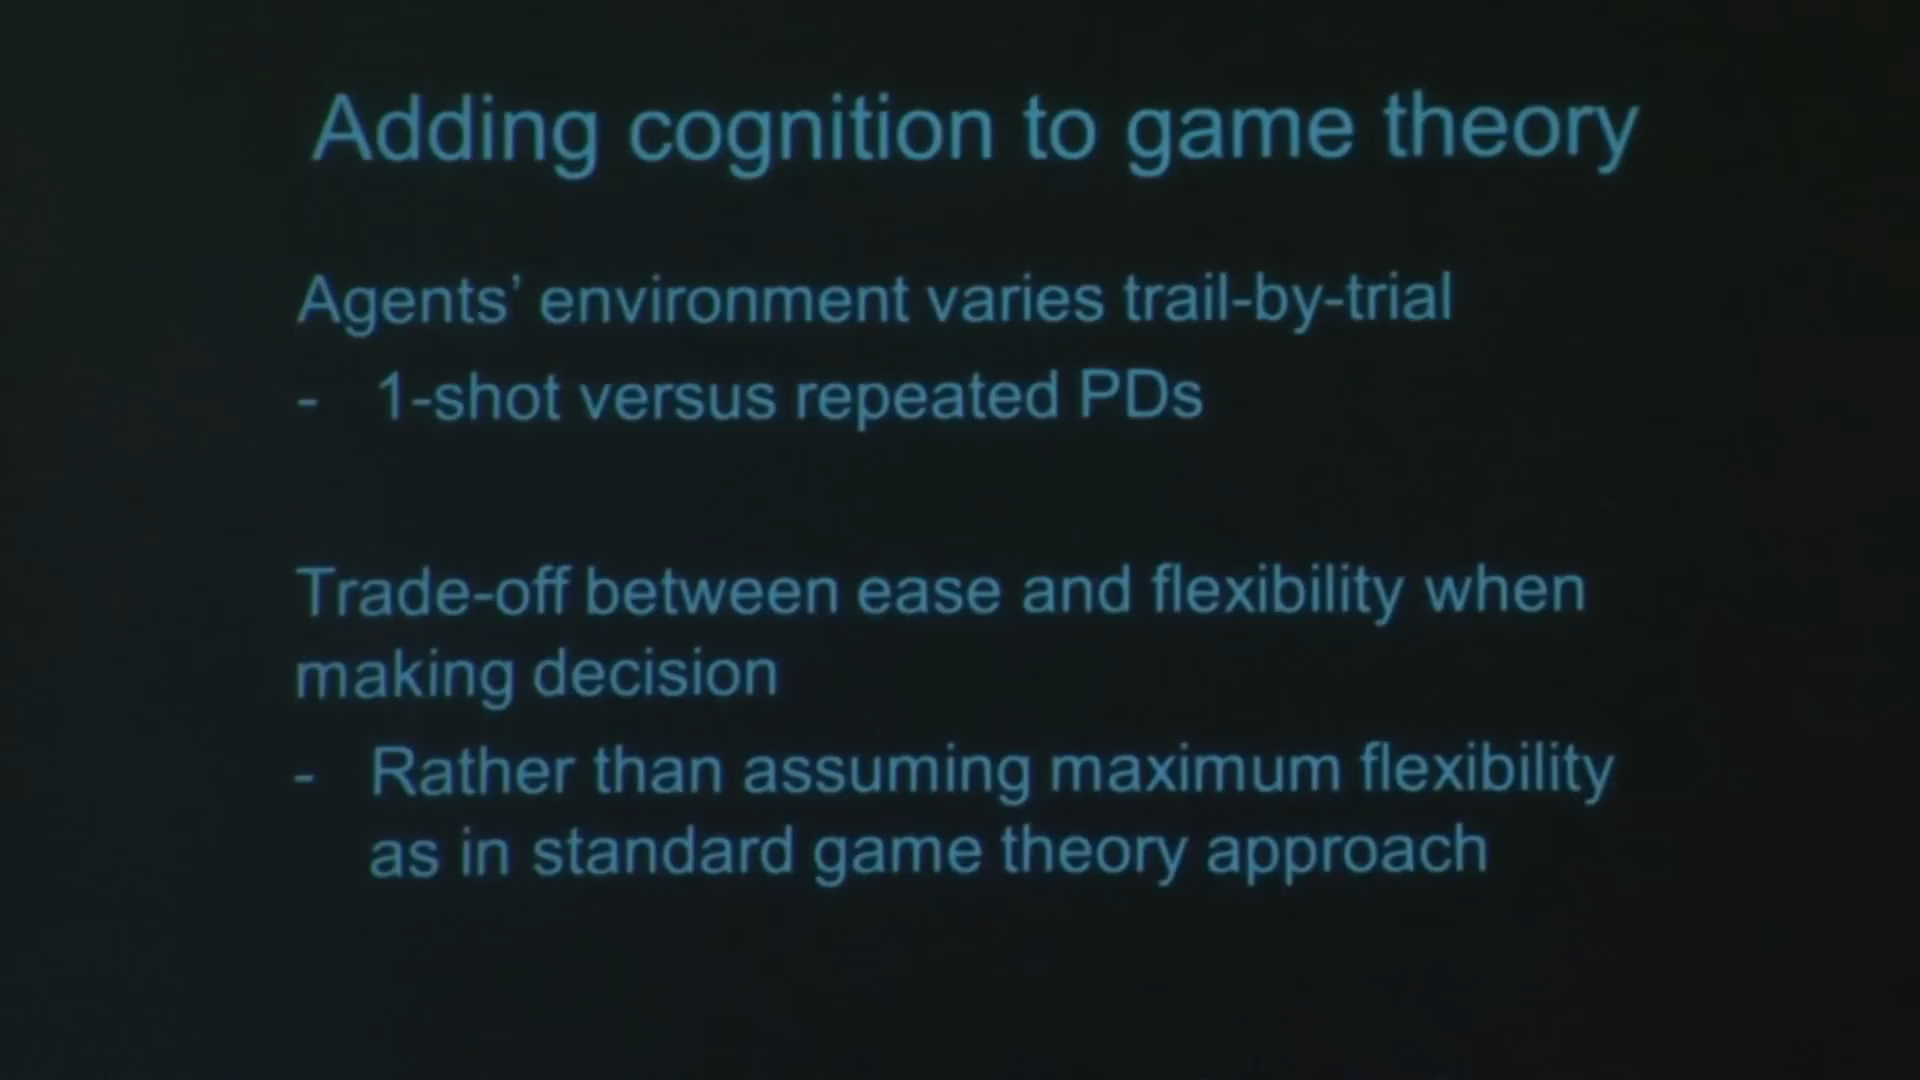 Adding cognition to game theory
Agents’ environment varies trail-by-trial
- 1-shot versus repeated PDs
Trade-off between ease and flexibility when
making decision
- Rather than assuming maximum flexibility
as in standard game theory approach